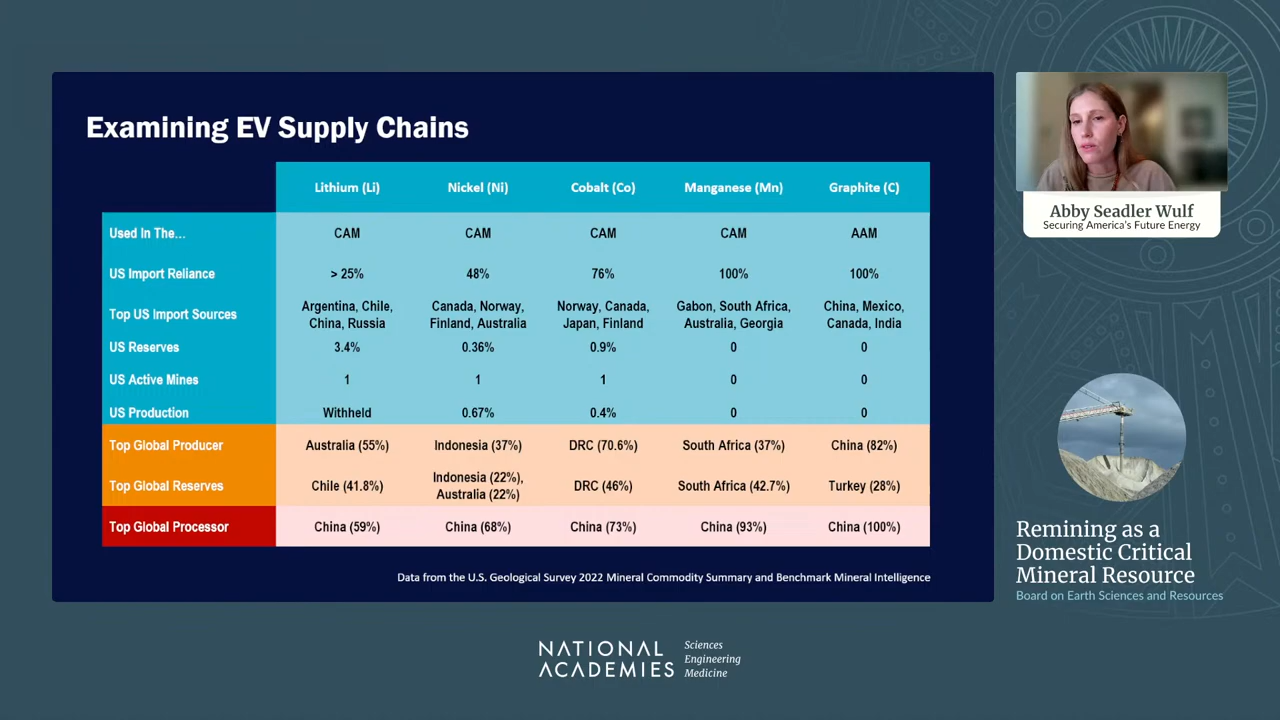 Examining EV Supply Chains
Lithium (Li) Nickel (Ni) Cobalt (Co) Manganese (Mn) Graphite (C)
Used In The... CAM CAM CAM CAM AAM
US Import Reliance > 25% 48% 76% 100% 100%
Top US Import Sources
Argentina, Chile,
China, Russia
Canada, Norway,
Finland, Australia
Norway, Canada,
Japan, Finland
Gabon, South Africa,
Australia, Georgia
China, Mexico,
Canada, India
US Reserves 3.4% 0.36% 0.9% 0 0
US Active Mines 1 1 1 0 0
US Production Withheld 0.67% 0.4% 0 0
Top Global Producer Australia (55%) Indonesia (37%) DRC (70.6%) South Africa (37%) China (82%)
Top Global Reserves Chile (41.8%)
Indonesia (22%),
Australia (22%)
DRC (46%) South Africa (42.7%) Turkey (28%)
Top Global Processor China (59%) China (68%) China (73%) China (93%) China (100%)
Data from the U.S. Geological Survey 2022 Mineral Commodity Summary and Benchmark Mineral Intelligence
Abby Seadler Wulf
Securing America's Future Energy
Remining as a
Domestic Critical
Mineral Resource
Board on Earth Sciences and Resources
NATIONAL
ACADEMIES
Sciences
Engineering
Medicine